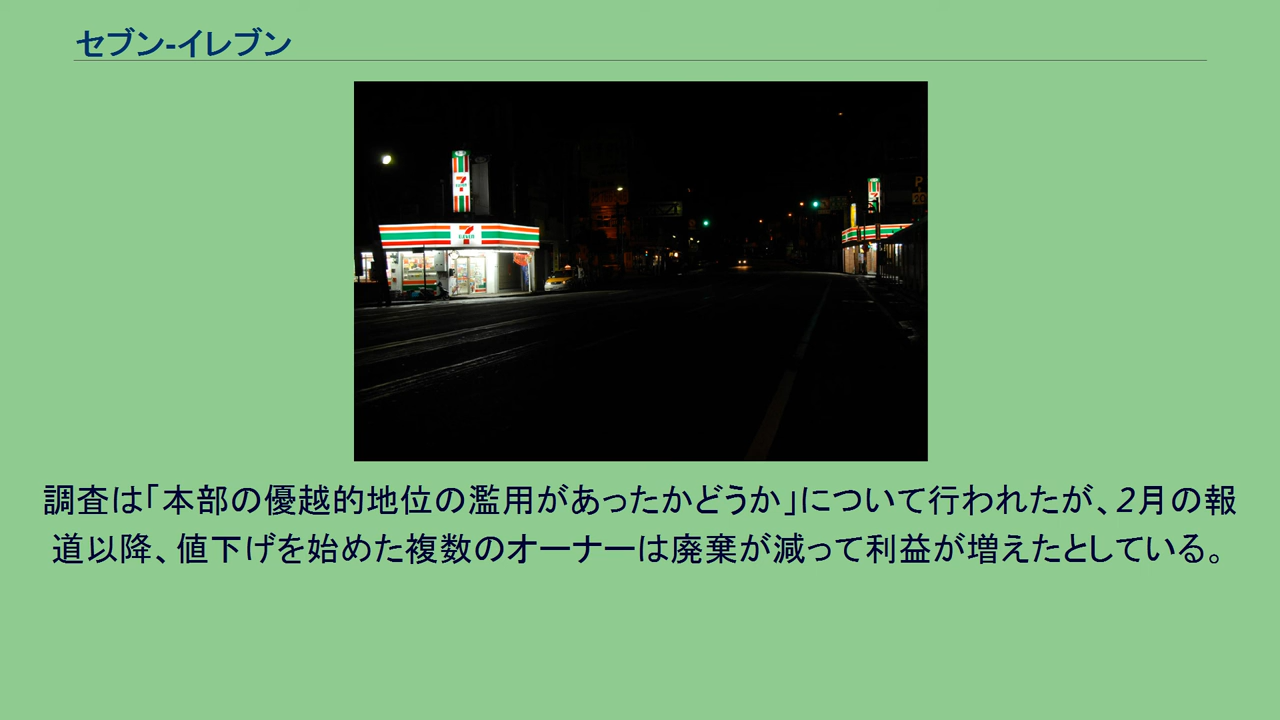 セブン-イレブン
調査は「本部の優越的地位の濫用があったかどうか」について行われたが、2月の報
道以降、値下げを始めた複数のオーナーは廃棄が減って利益が増えたとしている。